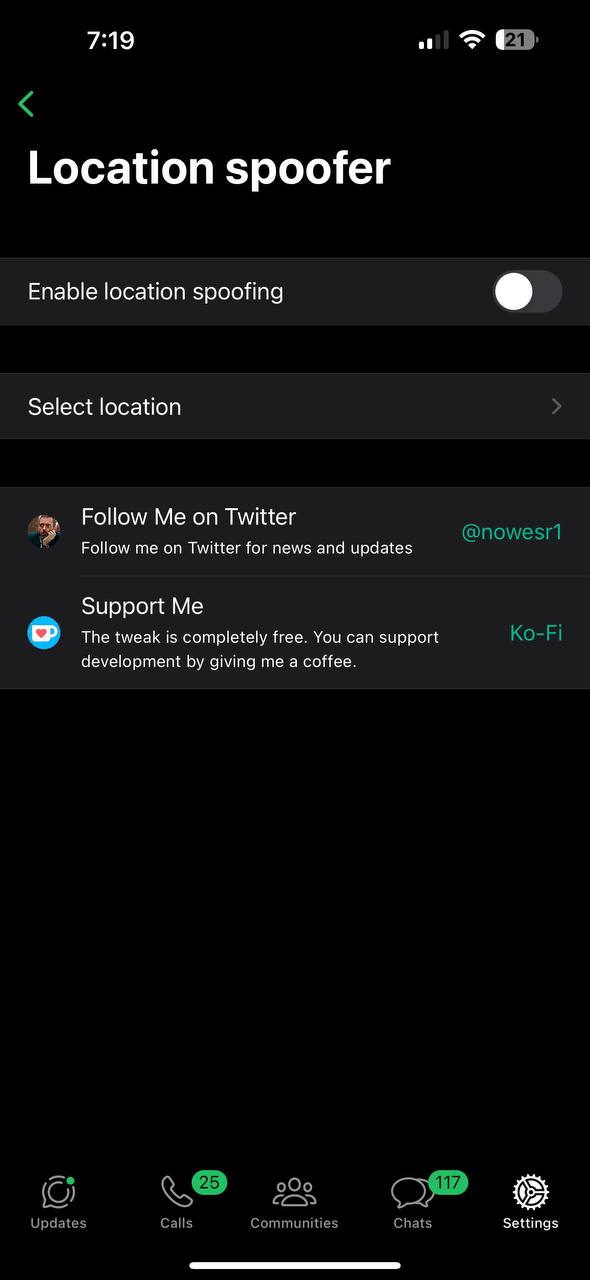 7:19
21
Location spoofer
Enable location spoofing
Select location
Follow Me on Twitter
Follow me on Twitter for news and updates
@nowesr1
Support Me
The tweak is completely free. You can support
development by giving me a coffee.
Ko-Fi
25
117
Updates
Calls
Communities
Chats
Settings